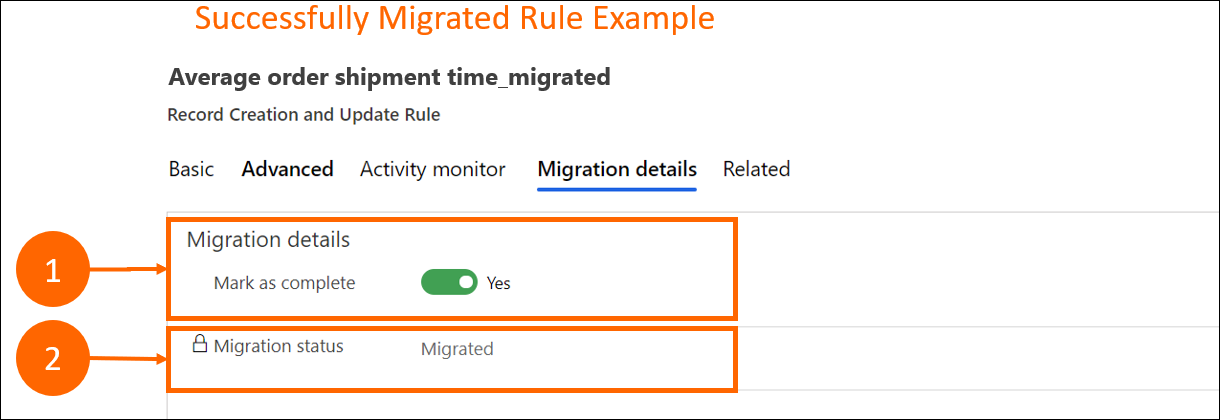 Successfully Migrated Rule Example
Average order shipment time_migrated
Record Creation and Update Rule
Basic Advanced Activity monitor Migration details Related
Migration details
1
Mark as complete Yes
2
Migration status Migrated